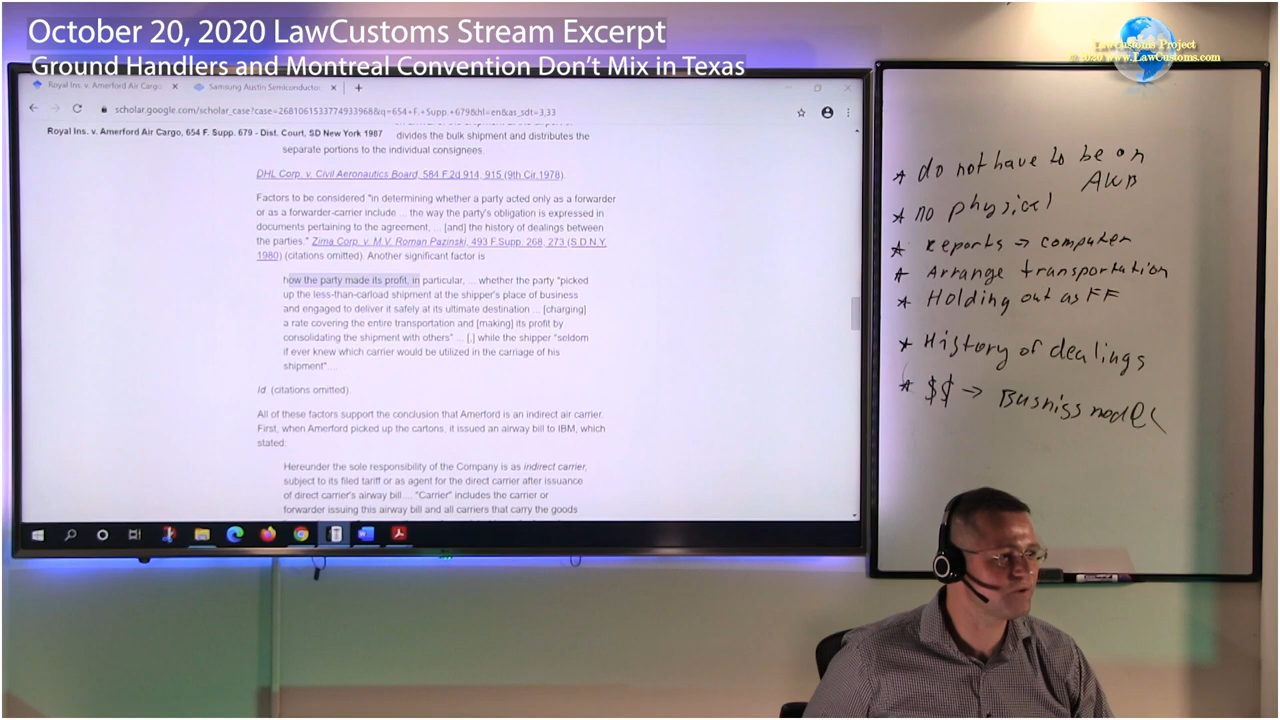 October 20, 2020 LawCustoms Stream Excerpt
Ground Handlers and Montreal Convention Don't Mix in Texas
LawCustoms Project
© 2020 www.LawCustoms.com
Royal Ins. v. Amerford Air Cargo
Samsung Austin Semiconductor
scholar.google.com/scholar_case?case=2681061533774933968&q=654+F.+Supp.+679&hl=en&as_sdt=3,33
Royal Ins. v. Amerford Air Cargo, 654 F. Supp. 679 - Dist. Court, SD New York 1987
divides the bulk shipment and distributes the
separate portions to the individual consignees.
DHL Corp. v. Civil Aeronautics Board, 584 F.2d 914, 915 (9th Cir.1978).
Factors to be considered "in determining whether a party acted only as a forwarder
or as a forwarder-carrier include ... the way the party's obligation is expressed in
documents pertaining to the agreement, ... [and] the history of dealings between
the parties." Zima Corp. v. M.V. Roman Pazinski, 493 F.Supp. 268, 273 (S.D.N.Y.
1980) (citations omitted). Another significant factor is
how the party made its profit, in particular, ... whether the party "picked
up the less-than-carload shipment at the shipper's place of business
and engaged to deliver it safely at its ultimate destination ... [charging]
a rate covering the entire transportation and [making] its profit by
consolidating the shipment with others" ... [,] while the shipper "seldom
if ever knew which carrier would be utilized in the carriage of his
shipment"....
Id. (citations omitted).
All of these factors support the conclusion that Amerford is an indirect air carrier.
First, when Amerford picked up the cartons, it issued an airway bill to IBM, which
stated:
Hereunder the sole responsibility of the Company is as indirect carrier,
subject to its filed tariff or as agent for the direct carrier after issuance
of direct carrier's airway bill.... "Carrier" includes the carrier or
forwarder issuing this airway bill and all carriers that carry the goods
* do not have to be on
AWB
* no physical
* Reports → computer
* Arrange transportation
* Holding out as FF
* History of dealings
* $$ → Busniss model